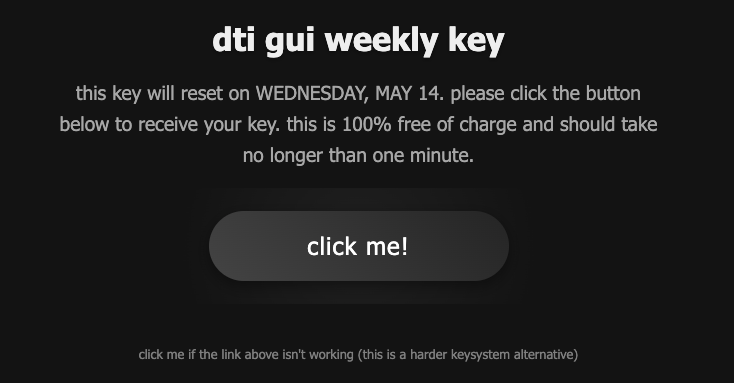 dti gui weekly key
this key will reset on WEDNESDAY, MAY 14. please click the button
below to receive your key. this is 100% free of charge and should take
no longer than one minute.
click me!
click me if the link above isn't working (this is a harder keysystem alternative)